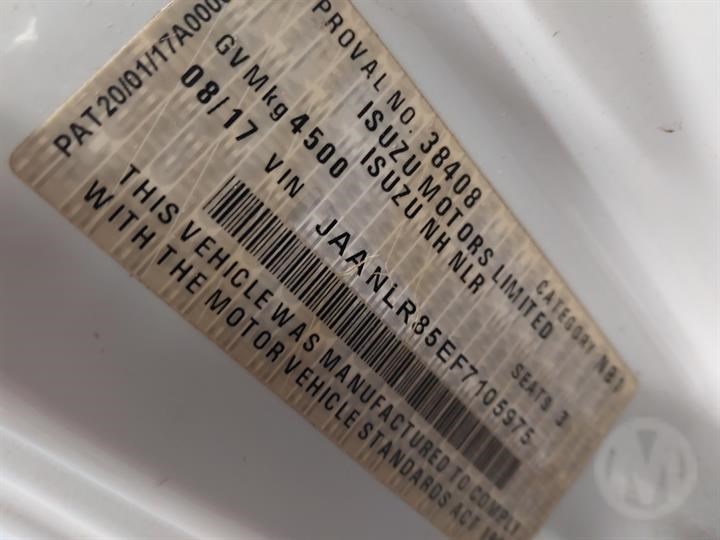 PROVAL NO. 38408 CATEGORY NB1
PAT20/01/17A000
ISUZU MOTORS LIMITED
ISUZU NH NLR SEATS 3
GVMkg 4500
08/17 VIN JAANLR85EF7105975
THIS VEHICLE WAS MANUFACTURED TO COMPLY
WITH THE MOTOR VEHICLE STANDARDS ACT
M